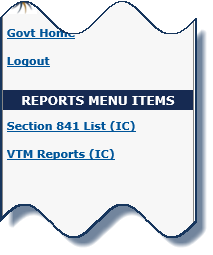 Govt Home
Logout
REPORTS MENU ITEMS
Section 841 List (IC)
VTM Reports (IC)